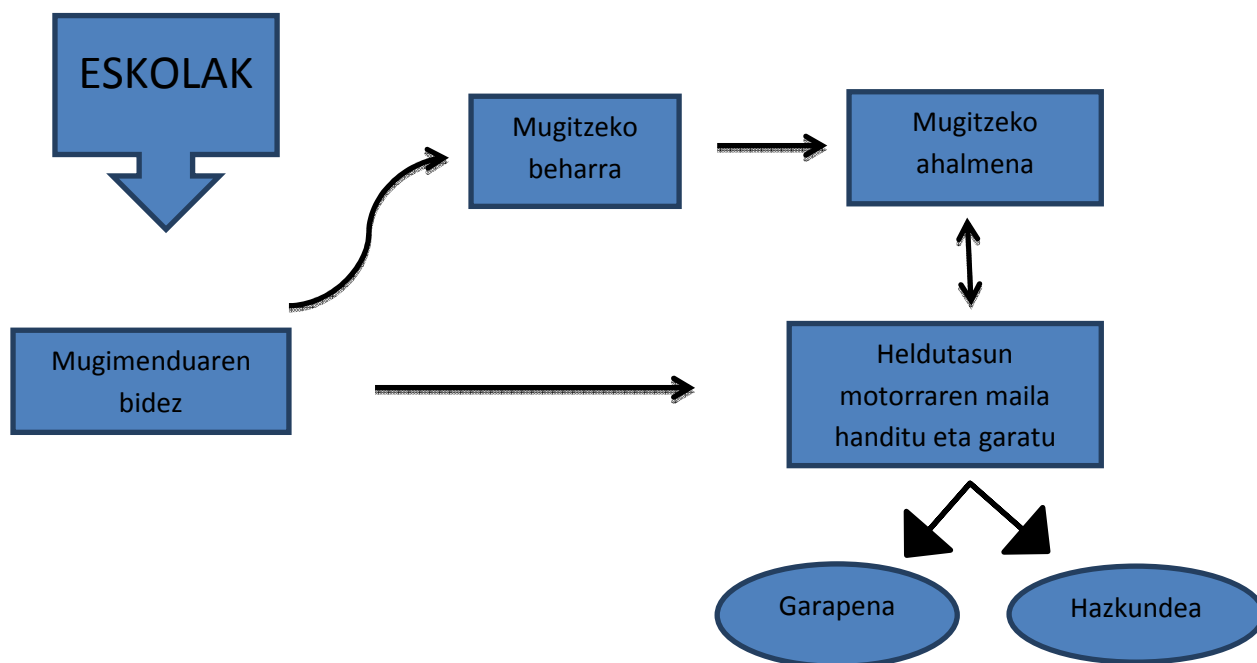 ESKOLAK
Mugitzeko
beharra
Mugitzeko
ahalmena
Mugimenduaren
bidez
Heldutasun
motorraren maila
handitu eta garatu
Garapena
Hazkundea